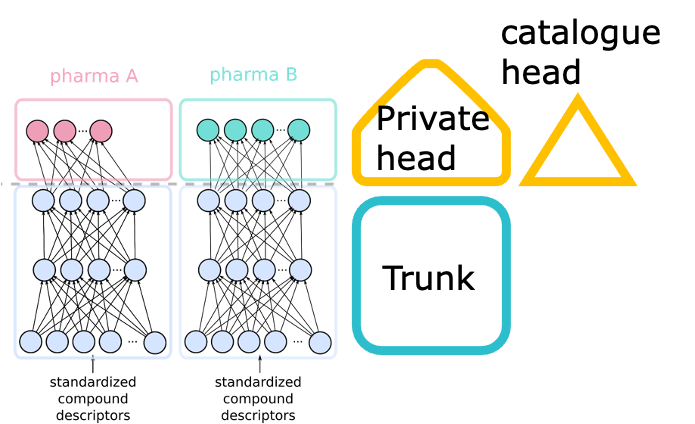 catalogue
head
pharma A
pharma B
Private
head
Trunk
...
...
...
...
...
...
...
...
standardized
compound
descriptors
standardized
compound
descriptors